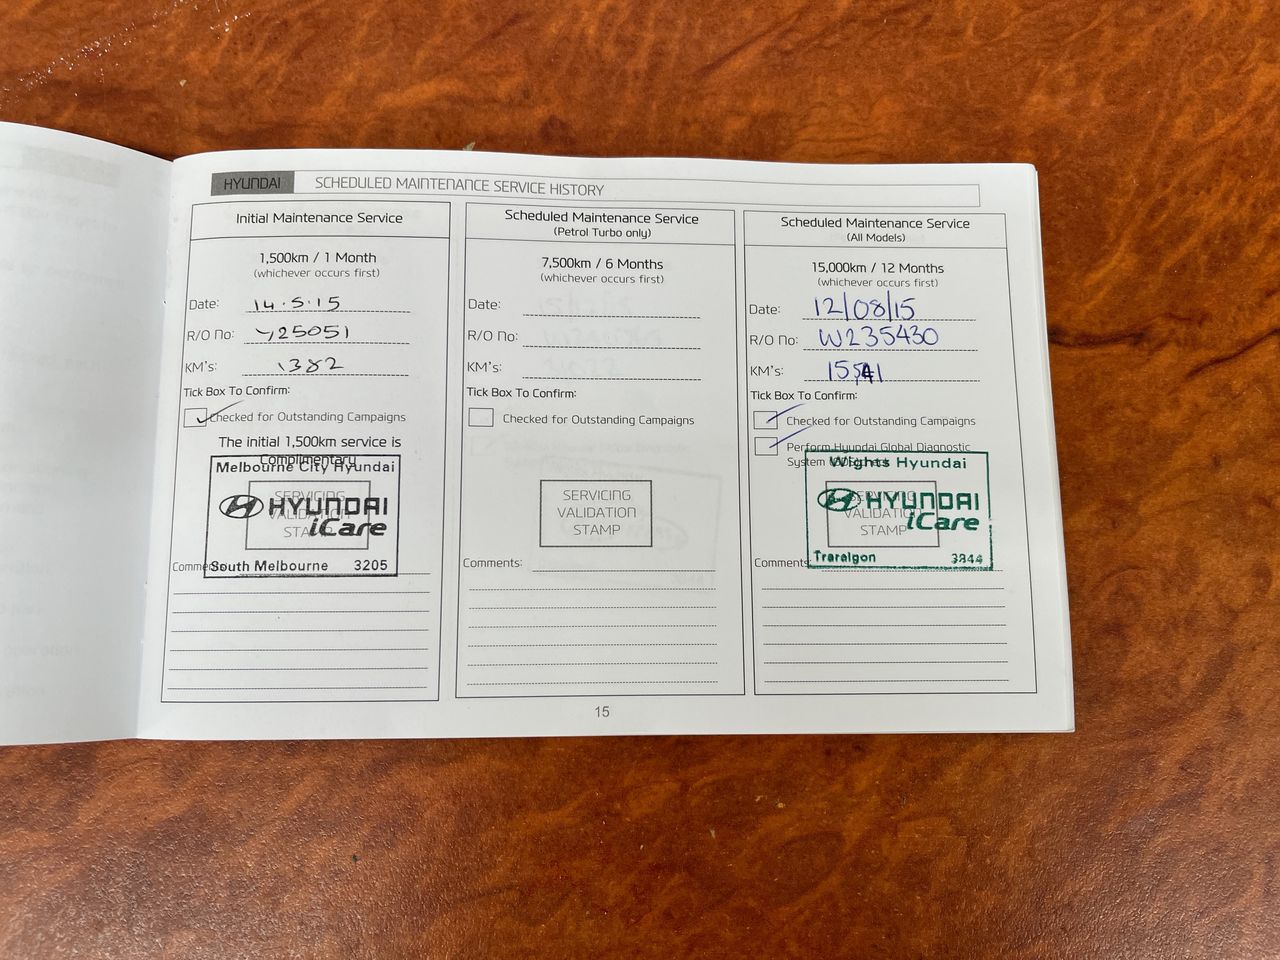 HYUNDAI SCHEDULED MAINTENANCE SERVICE HISTORY
Initial Maintenance Service
1,500km / 1 Month
(whichever occurs first)
Date: 14.5.15
R/O No: Y25051
KM's: 1382
Tick Box To Confirm:
Checked for Outstanding Campaigns
The initial 1,500km service is
Complimentary
Melbourne City Hyundai
SERVICING
HYUNDAI
VALIDATION
iCare
STAMP
Comments:
South Melbourne 3205
Scheduled Maintenance Service
(Petrol Turbo only)
7,500km / 6 Months
(whichever occurs first)
Date:
R/O No:
KM's:
Tick Box To Confirm:
Checked for Outstanding Campaigns
SERVICING
VALIDATION
STAMP
Comments:
Scheduled Maintenance Service
(All Models)
15,000km / 12 Months
(whichever occurs first)
Date: 12/08/15
R/O No: W235430
KM's: 15541
Tick Box To Confirm:
Checked for Outstanding Campaigns
Perform Hyundai Global Diagnostic
System (GDS) check
Wights Hyundai
SERVICING
HYUNDAI
VALIDATION
iCare
STAMP
Traralgon 3844
Comments:
15